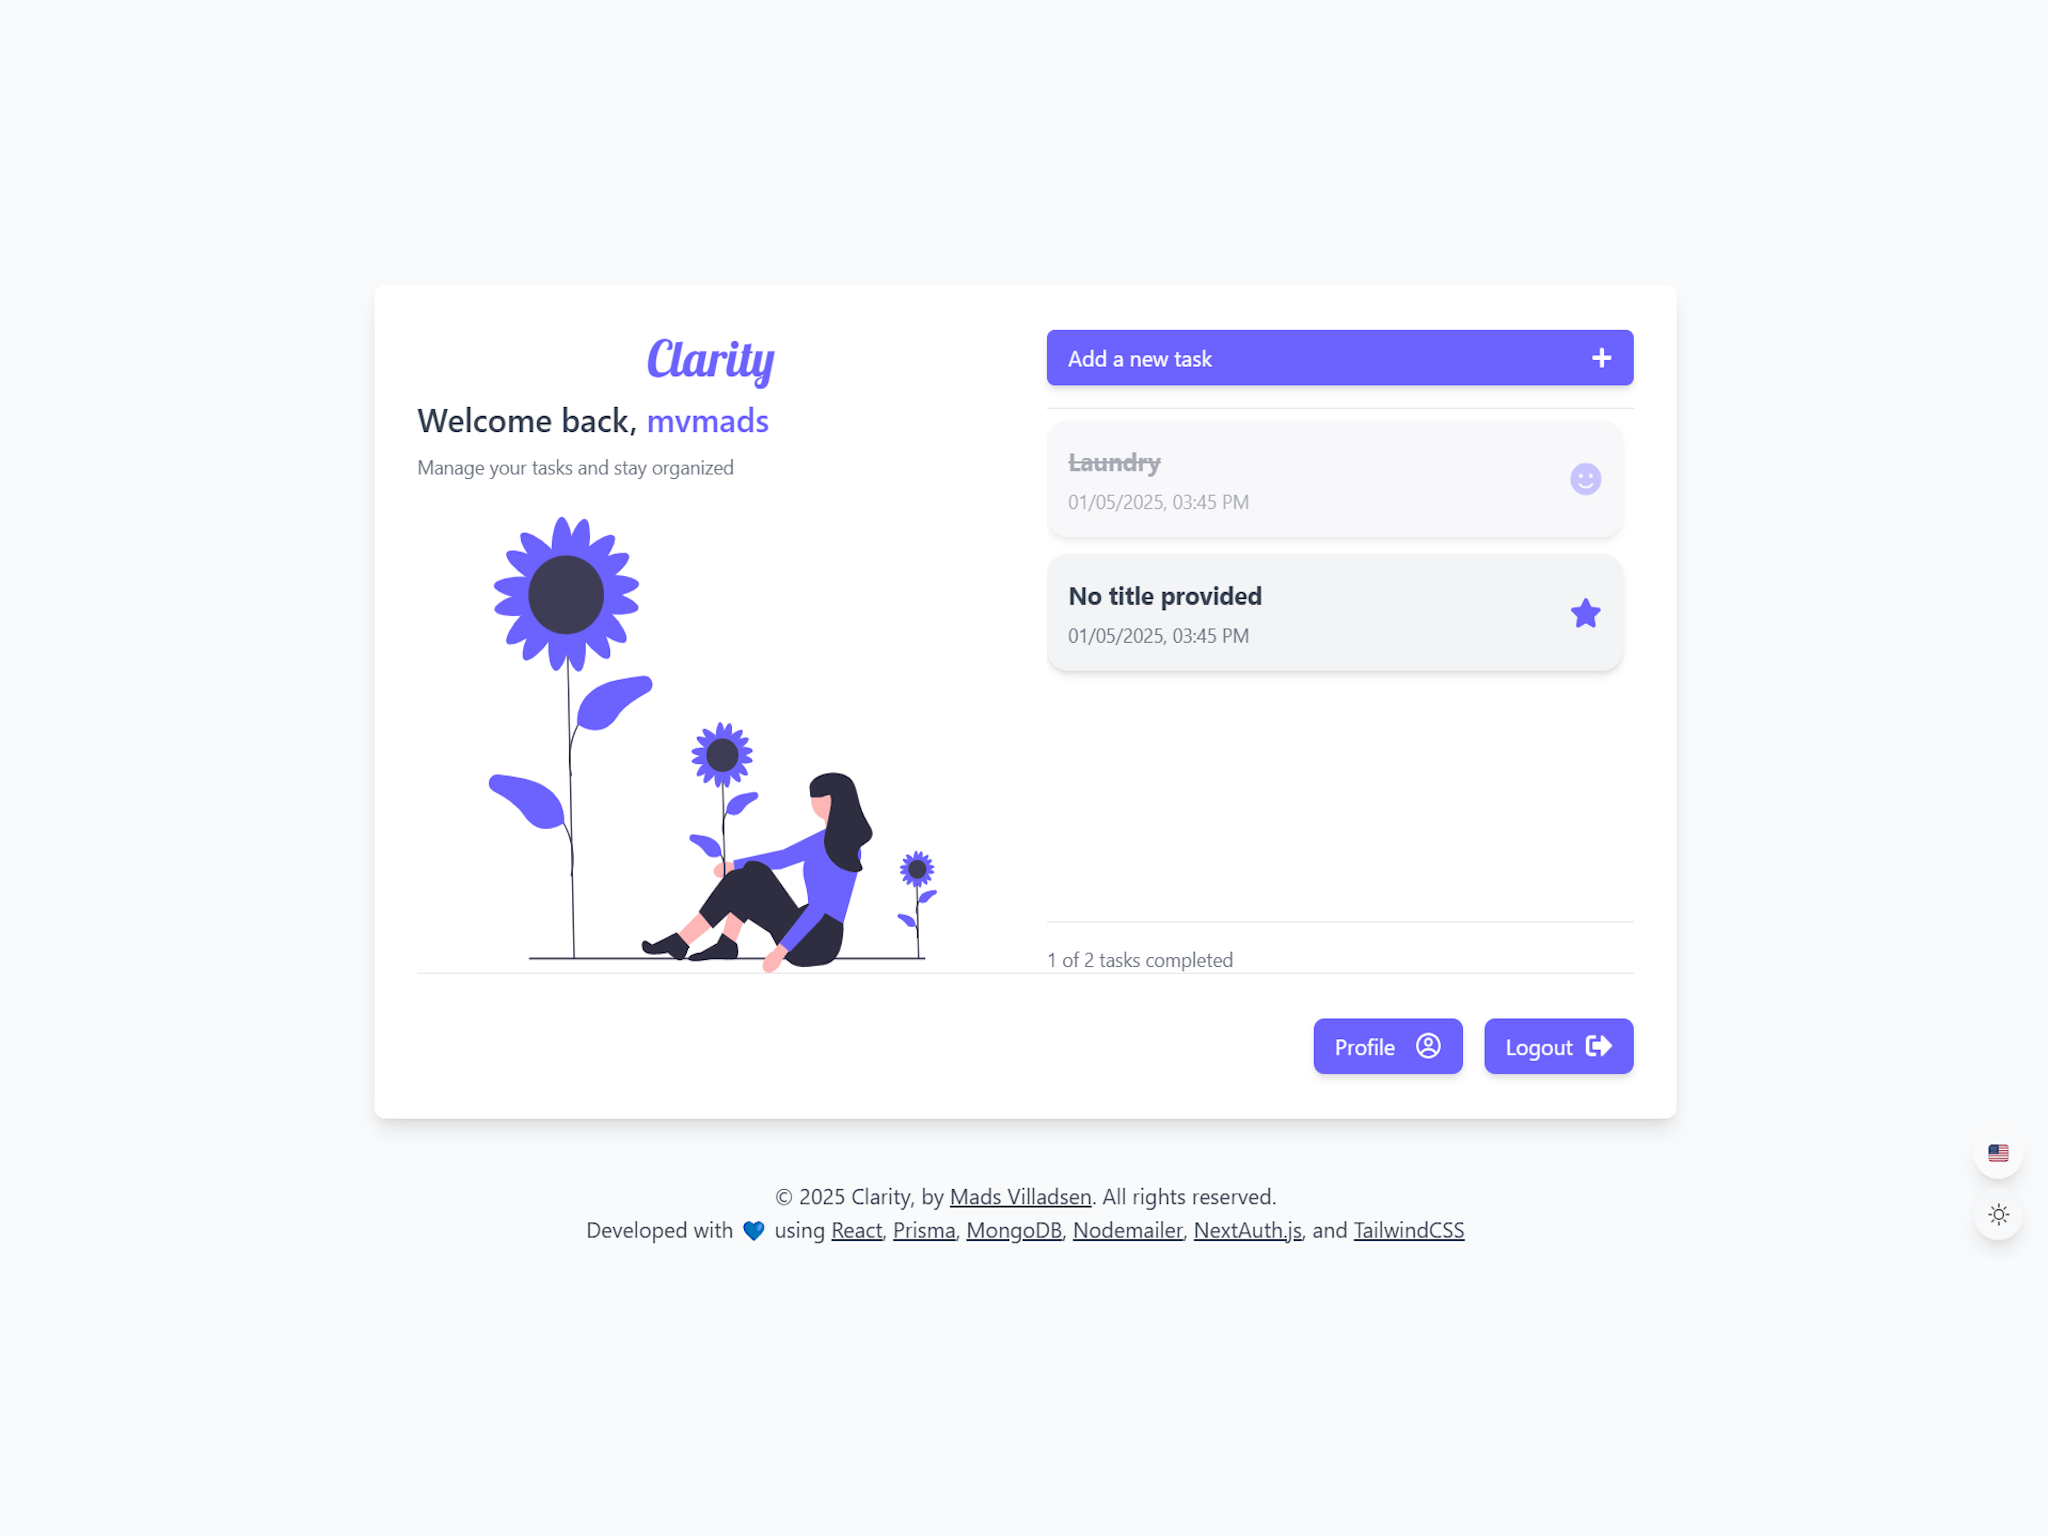 Clarity
Welcome back, mvmads
Manage your tasks and stay organized
Add a new task
Laundry
01/05/2025, 03:45 PM
No title provided
01/05/2025, 03:45 PM
1 of 2 tasks completed
Profile
Logout
© 2025 Clarity, by Mads Villadsen. All rights reserved.
Developed with 💙 using React, Prisma, MongoDB, Nodemailer, NextAuth.js, and TailwindCSS